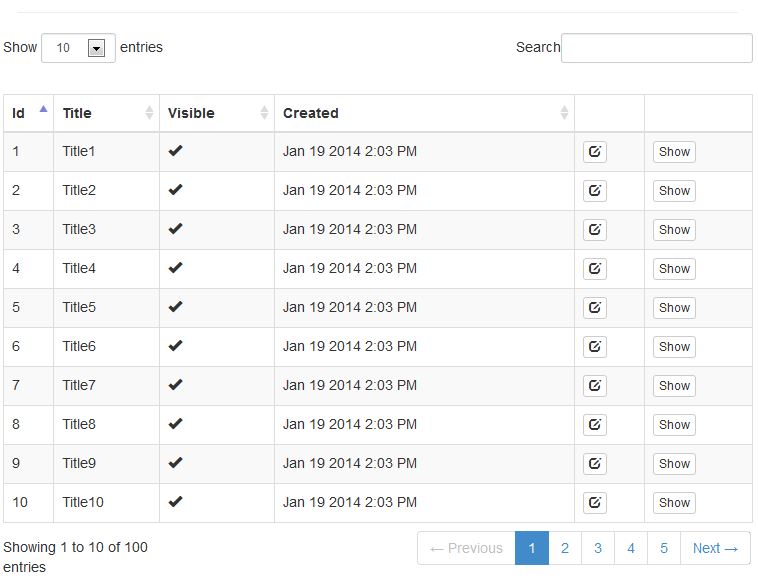 Show 10 entries Search
Id Title Visible Created
1 Title1 ✔ Jan 19 2014 2:03 PM Show
2 Title2 ✔ Jan 19 2014 2:03 PM Show
3 Title3 ✔ Jan 19 2014 2:03 PM Show
4 Title4 ✔ Jan 19 2014 2:03 PM Show
5 Title5 ✔ Jan 19 2014 2:03 PM Show
6 Title6 ✔ Jan 19 2014 2:03 PM Show
7 Title7 ✔ Jan 19 2014 2:03 PM Show
8 Title8 ✔ Jan 19 2014 2:03 PM Show
9 Title9 ✔ Jan 19 2014 2:03 PM Show
10 Title10 ✔ Jan 19 2014 2:03 PM Show
Showing 1 to 10 of 100
entries
← Previous 1 2 3 4 5 Next →